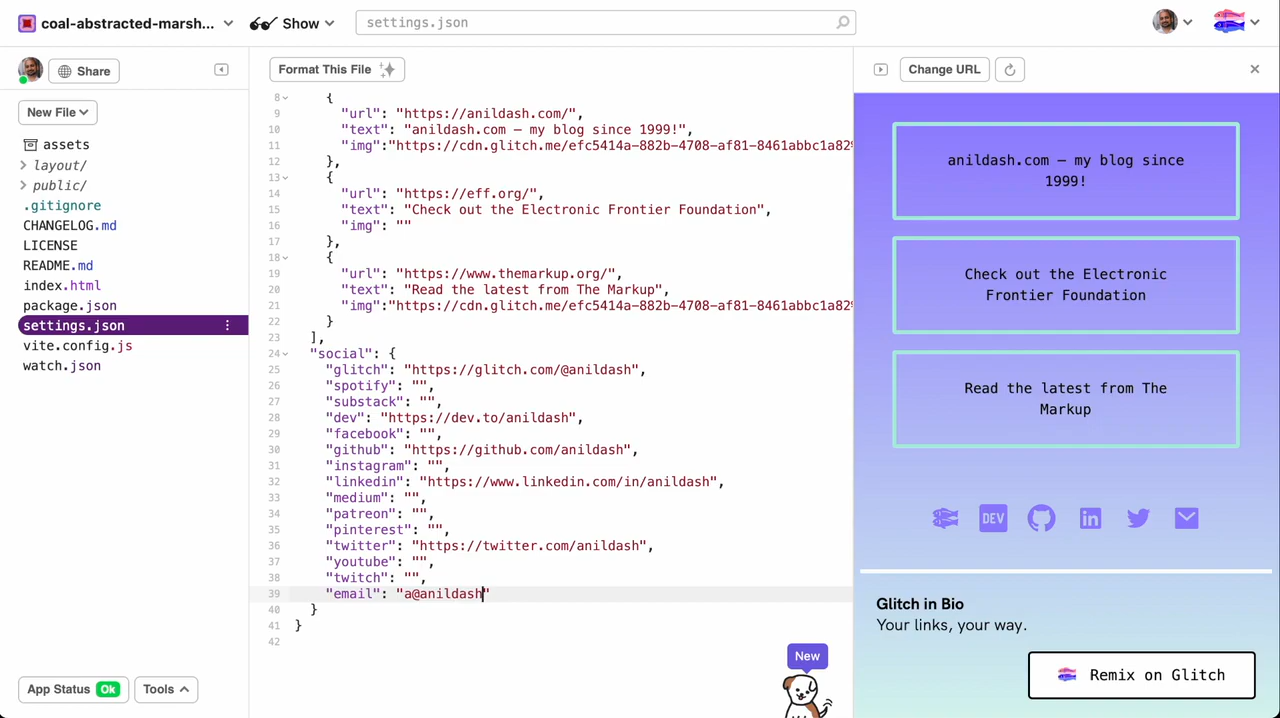 coal-abstracted-marsh...
Show
settings.json
Share
Format This File
Change URL
New File
assets
layout/
public/
.gitignore
CHANGELOG.md
LICENSE
README.md
index.html
package.json
settings.json
vite.config.js
watch.json
App Status Ok
Tools
8 {
9 "url": "https://anildash.com/",
10 "text": "anildash.com — my blog since 1999!",
11 "img":"https://cdn.glitch.me/efc5414a-882b-4708-af81-8461abbc1a829
12 },
13 {
14 "url": "https://eff.org/",
15 "text": "Check out the Electronic Frontier Foundation",
16 "img": ""
17 },
18 {
19 "url": "https://www.themarkup.org/",
20 "text": "Read the latest from The Markup",
21 "img":"https://cdn.glitch.me/efc5414a-882b-4708-af81-8461abbc1a829
22 }
23 ],
24 "social": {
25 "glitch": "https://glitch.com/@anildash",
26 "spotify": "",
27 "substack": "",
28 "dev": "https://dev.to/anildash",
29 "facebook": "",
30 "github": "https://github.com/anildash",
31 "instagram": "",
32 "linkedin": "https://www.linkedin.com/in/anildash",
33 "medium": "",
34 "patreon": "",
35 "pinterest": "",
36 "twitter": "https://twitter.com/anildash",
37 "youtube": "",
38 "twitch": "",
39 "email": "a@anildash"
40 }
41 }
42
New
anildash.com — my blog since
1999!
Check out the Electronic
Frontier Foundation
Read the latest from The
Markup
DEV
in
Glitch in Bio
Your links, your way.
Remix on Glitch